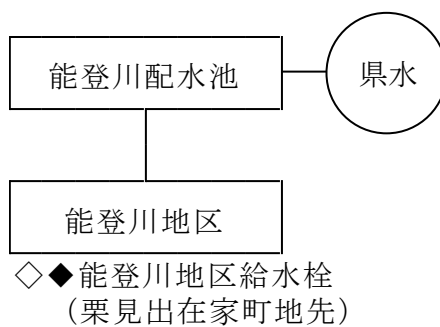 能登川配水池
県水
能登川地区
◇◆能登川地区給水栓
(栗見出在家町地先)